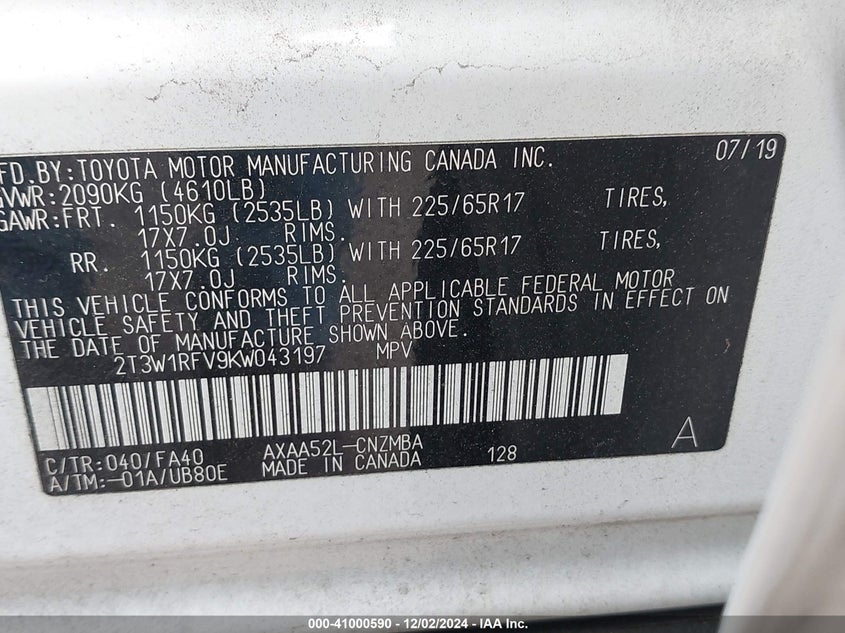 FD.BY:TOYOTA MOTOR MANUFACTURING CANADA INC. 07/19
GVWR:2090KG (4610LB)
GAWR:FRT. 1150KG (2535LB) WITH 225/65R17 TIRES,
17X7.0J RIMS.
RR. 1150KG (2535LB) WITH 225/65R17 TIRES,
17X7.0J RIMS.
THIS VEHICLE CONFORMS TO ALL APPLICABLE FEDERAL MOTOR
VEHICLE SAFETY AND THEFT PREVENTION STANDARDS IN EFFECT ON
THE DATE OF MANUFACTURE SHOWN ABOVE.
2T3W1RFV9KW043197 MPV
C/TR:040/FA40 AXAA52L-CNZMBA 128 A
A/TM:-01A/UB80E MADE IN CANADA
000-41000590 - 12/02/2024 - IAA Inc.